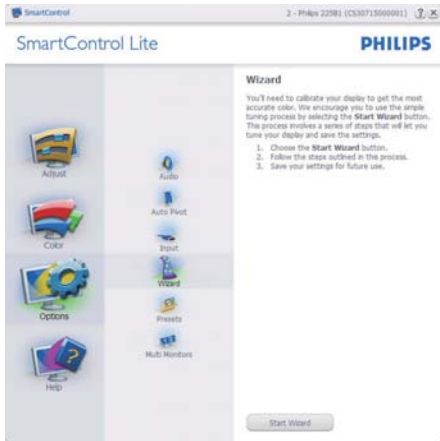 SmartControl
2 - Philips 225B1 (CS30715000001)
SmartControl Lite
PHILIPS
Adjust
Color
Options
Help
Audio
Auto Pivot
Input
Wizard
Presets
Multi Monitors
Wizard
You'll need to calibrate your display to get the most
accurate color. We encourage you to use the simple
tuning process by selecting the Start Wizard button.
This process involves a series of steps that will let you
tune your display and save the settings.
1. Choose the Start Wizard button.
2. Follow the steps outlined in this process.
3. Save your settings for future use.
Start Wizard